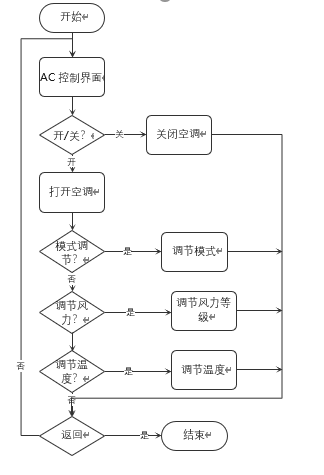 开始
AC 控制界面
开/关？
关
关闭空调
开
打开空调
模式调
节？
是
调节模式
否
调节风
力？
是
调节风力等
级
调节温
度？
是
调节温度
否
否
返回
是
结束